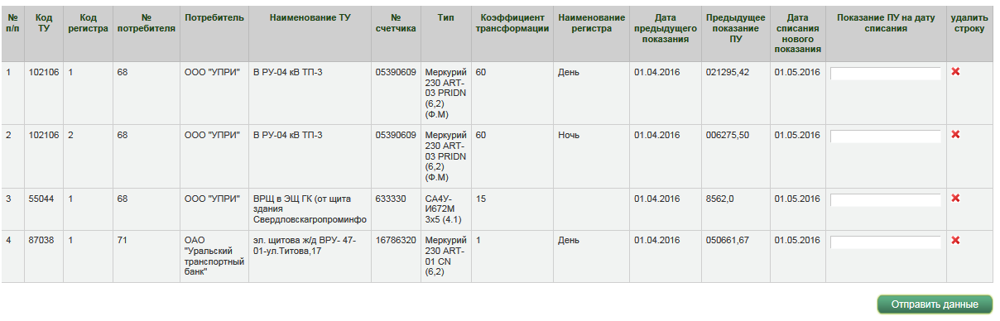 № п/п
Код ТУ
Код регистра
№ потребителя
Потребитель
Наименование ТУ
№ счетчика
Тип
Коэффициент трансформации
Наименование регистра
Дата предыдущего показания
Предыдущее показание ПУ
Дата списания нового показания
Показание ПУ на дату списания
удалить строку
1
102106
1
68
ООО "УПРИ"
В РУ-04 кВ ТП-3
05390609
Меркурий
230 ART-
03 PRIDN
(6,2)
(Ф.М)
60
День
01.04.2016
021295,42
01.05.2016
2
102106
2
68
ООО "УПРИ"
В РУ-04 кВ ТП-3
05390609
Меркурий
230 ART-
03 PRIDN
(6,2)
(Ф.М)
60
Ночь
01.04.2016
006275,50
01.05.2016
3
55044
1
68
ООО "УПРИ"
ВРЩ в ЭЩ ГК (от щита
здания
Свердловскагропроминфо
633330
СА4У-
И672М
3х5 (4.1)
15
01.04.2016
8562,0
01.05.2016
4
87038
1
71
ОАО
"Уральский
транспортный
банк"
эл. щитова ж/д ВРУ- 47-
01-ул.Титова,17
16786320
Меркурий
230 ART-
01 CN
(6,2)
1
День
01.04.2016
050661,67
01.05.2016
Отправить данные